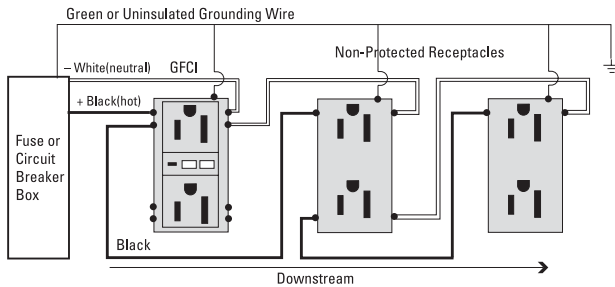 Green or Uninsulated Grounding Wire
– White(neutral)
GFCI
Non-Protected Receptacles
+ Black(hot)
Fuse or
Circuit
Breaker
Box
Black
Downstream